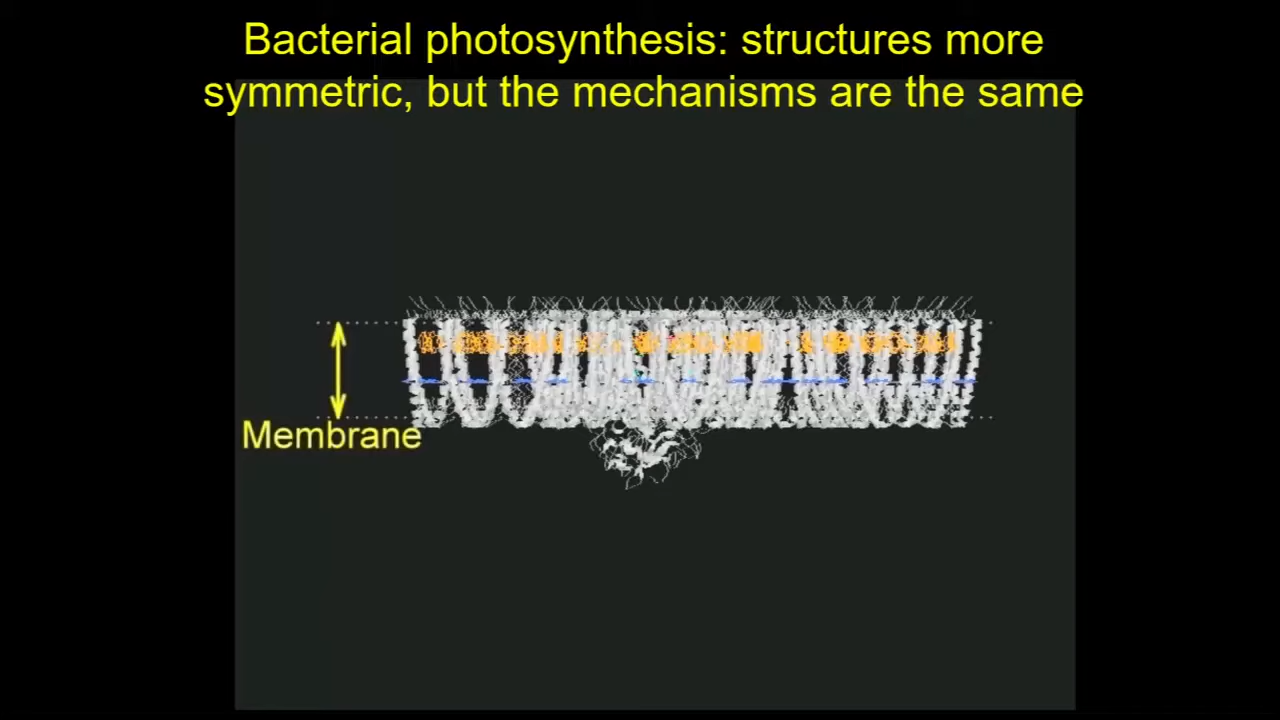 Bacterial photosynthesis: structures more
symmetric, but the mechanisms are the same
Membrane